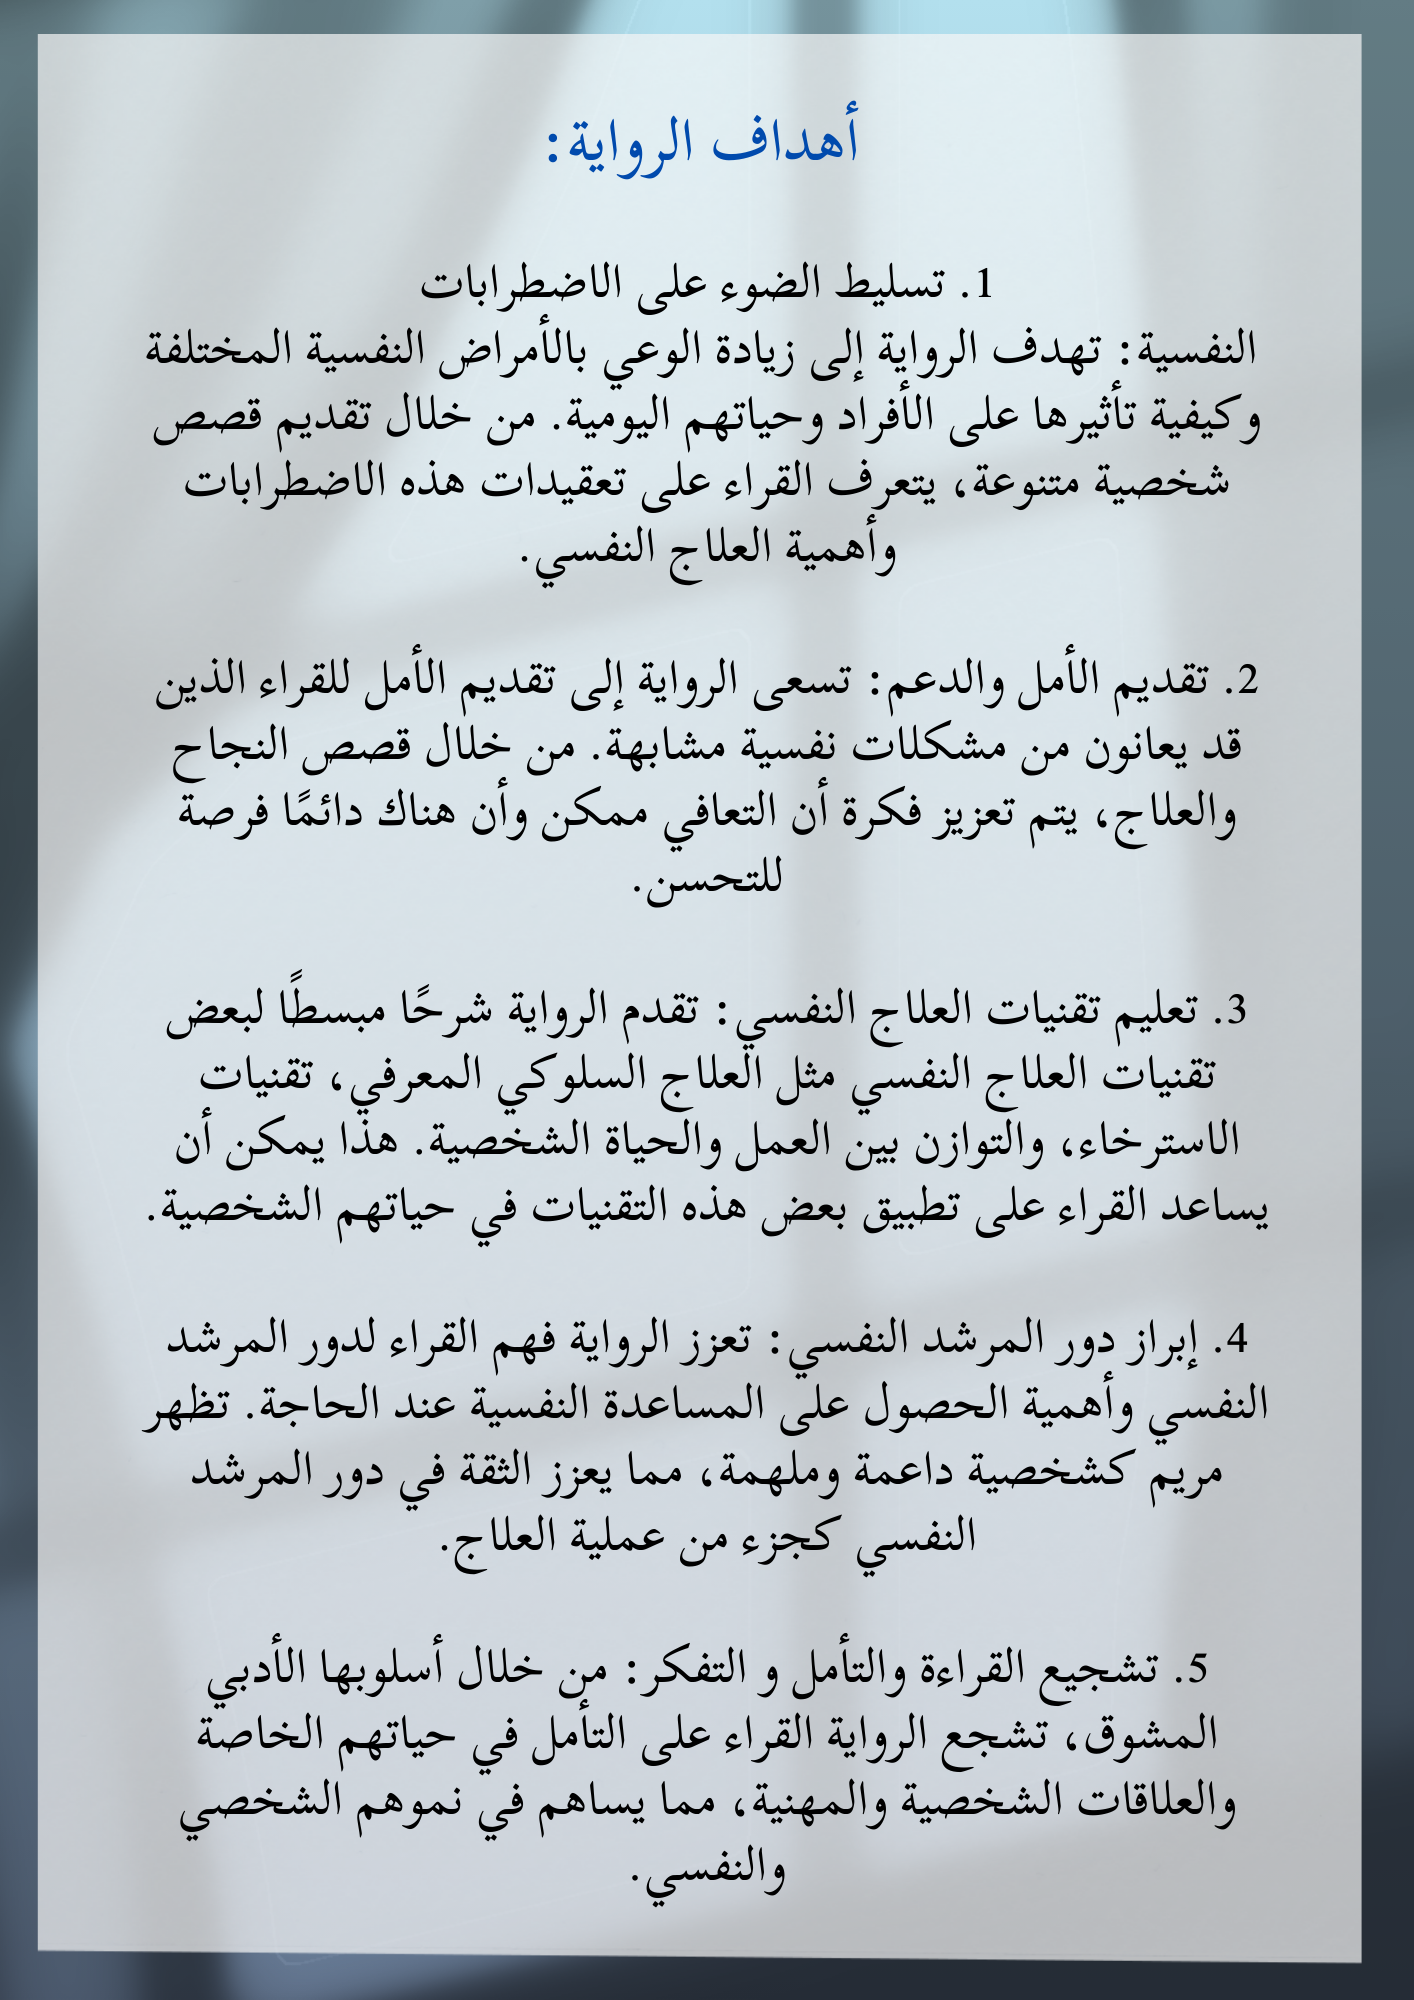 أهداف الرواية:
1. تسليط الضوء على الاضطرابات
النفسية: تهدف الرواية إلى زيادة الوعي بالأمراض النفسية المختلفة
وكيفية تأثيرها على الأفراد وحياتهم اليومية. من خلال تقديم قصص
شخصية متنوعة، يتعرف القراء على تعقيدات هذه الاضطرابات
وأهمية العلاج النفسي.
2. تقديم الأمل والدعم: تسعى الرواية إلى تقديم الأمل للقراء الذين
قد يعانون من مشكلات نفسية مشابهة. من خلال قصص النجاح
والعلاج، يتم تعزيز فكرة أن التعافي ممكن وأن هناك دائمًا فرصة
للتحسن.
3. تعليم تقنيات العلاج النفسي: تقدم الرواية شرحًا مبسطًا لبعض
تقنيات العلاج النفسي مثل العلاج السلوكي المعرفي، تقنيات
الاسترخاء، والتوازن بين العمل والحياة الشخصية. هذا يمكن أن
يساعد القراء على تطبيق بعض هذه التقنيات في حياتهم الشخصية.
4. إبراز دور المرشد النفسي: تعزز الرواية فهم القراء لدور المرشد
النفسي وأهمية الحصول على المساعدة النفسية عند الحاجة. تظهر
مريم كشخصية داعمة وملهمة، مما يعزز الثقة في دور المرشد
النفسي كجزء من عملية العلاج.
5. تشجيع القراءة والتأمل و التفكر: من خلال أسلوبها الأدبي
المشوق، تشجع الرواية القراء على التأمل في حياتهم الخاصة
والعلاقات الشخصية والمهنية، مما يساهم في نموهم الشخصي
والنفسي.